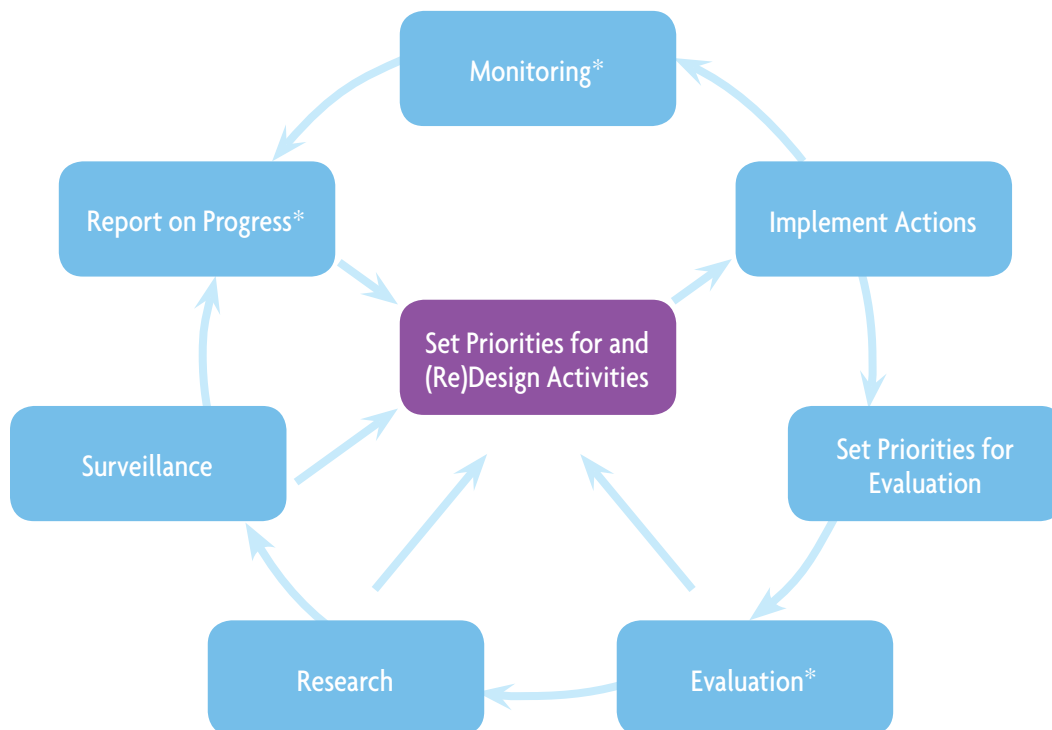 Monitoring*
Report on Progress*
Implement Actions
Set Priorities for and
(Re)Design Activities
Surveillance
Set Priorities for
Evaluation
Research
Evaluation*